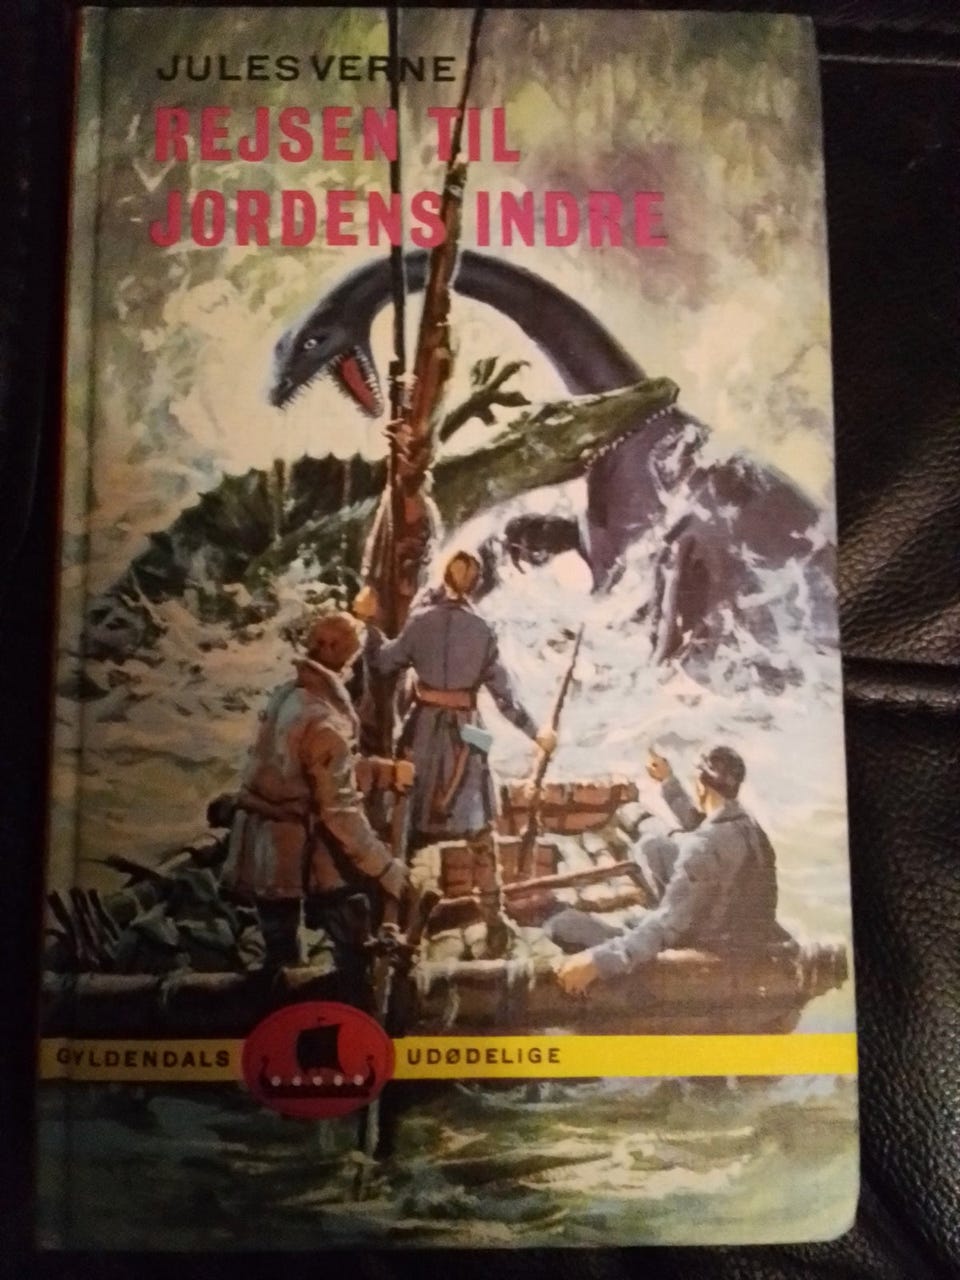 JULES VERNE
REJSEN TIL
JORDENS INDRE
GYLDENDALS UDØDELIGE